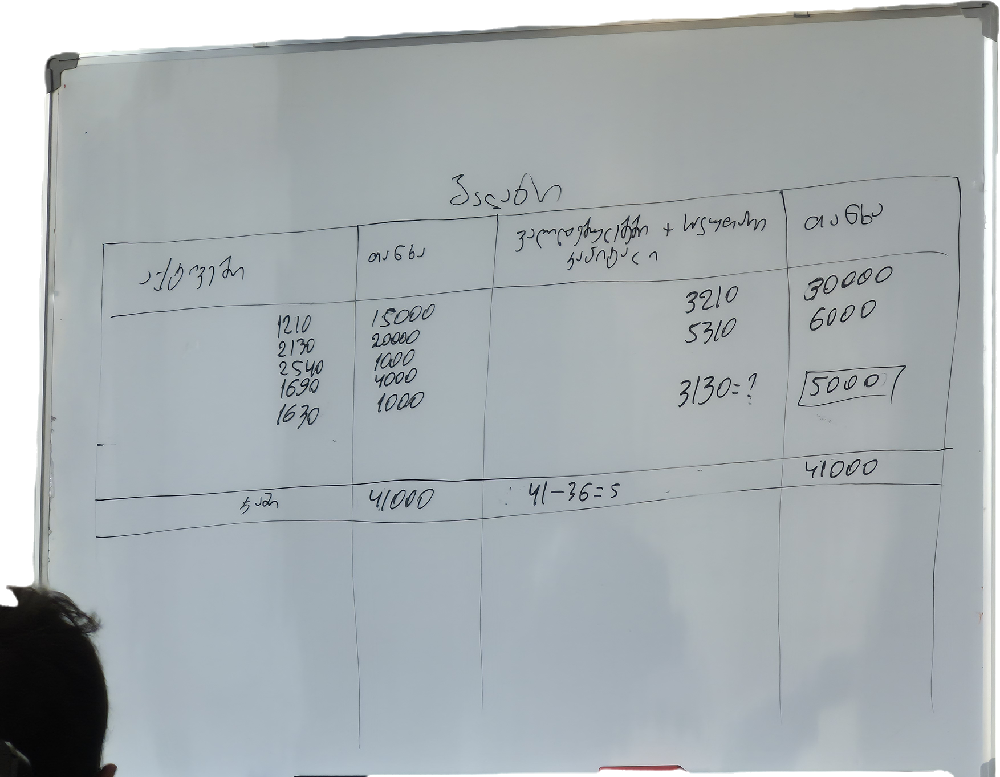 ბალანსი
აქტივები თანხა ვალდებულებები + საკუთარი კაპიტალი თანხა
1210 15000 3210 30000
2130 20000 5310 6000
2540 1000
1690 4000 3130=? 5000
1630 1000
ჯამი 41000 41-36=5 41000